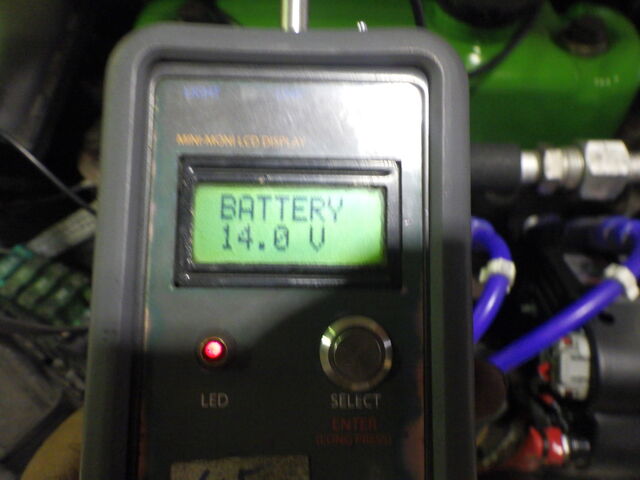 MINI-MONI LCD DISPLAY
BATTERY
14.0 V
LED
SELECT
ENTER
(LONG PRESS)